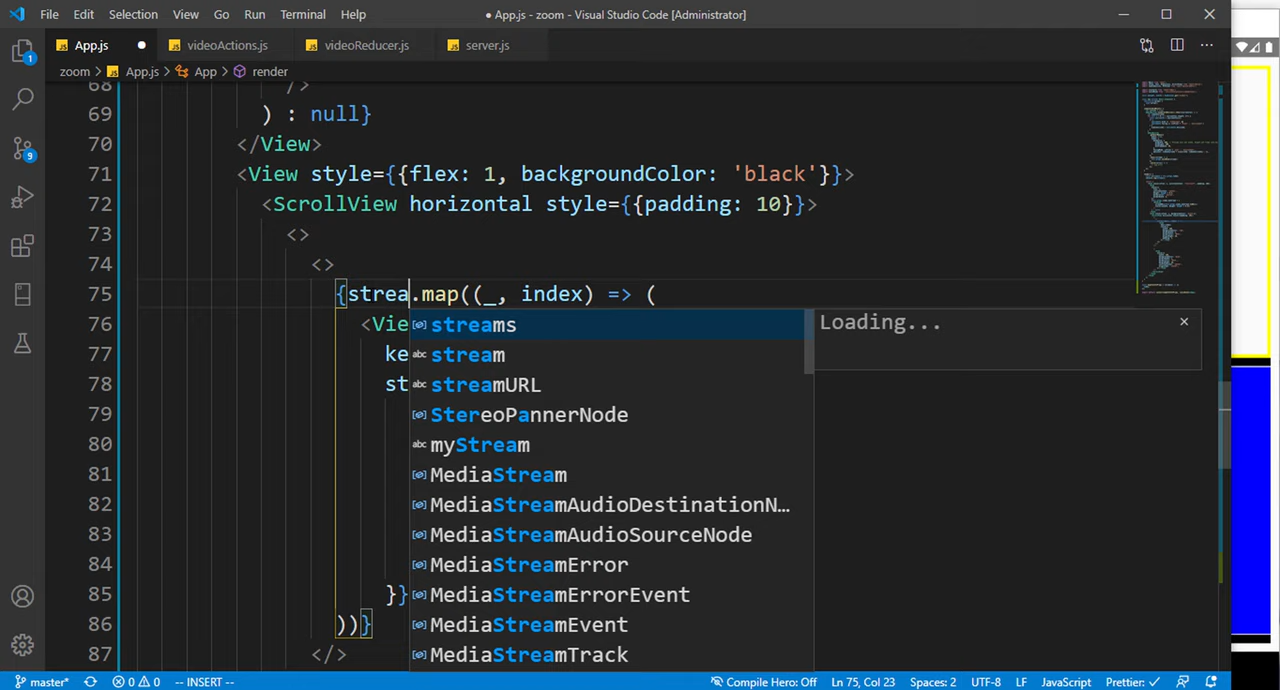 File Edit Selection View Go Run Terminal Help
● App.js - zoom - Visual Studio Code [Administrator]
App.js ● videoActions.js videoReducer.js server.js
zoom > App.js > App > render
68 />
69 ) : null}
70 </View>
71 <View style={{flex: 1, backgroundColor: 'black'}}>
72 <ScrollView horizontal style={{padding: 10}}>
73 <>
74 <>
75 {strea.map((_, index) => (
76 <Vie
streams
Loading...
77 ke
stream
78 st
streamURL
79
StereoPannerNode
80
myStream
81
MediaStream
82
MediaStreamAudioDestinationN…
83
MediaStreamAudioSourceNode
84
MediaStreamError
85 }}
MediaStreamErrorEvent
86 ))}
MediaStreamEvent
87 </>
MediaStreamTrack
1
9
master* 0 0 -- INSERT -- Compile Hero: Off Ln 75, Col 23 Spaces: 2 UTF-8 LF JavaScript Prettier: ✓